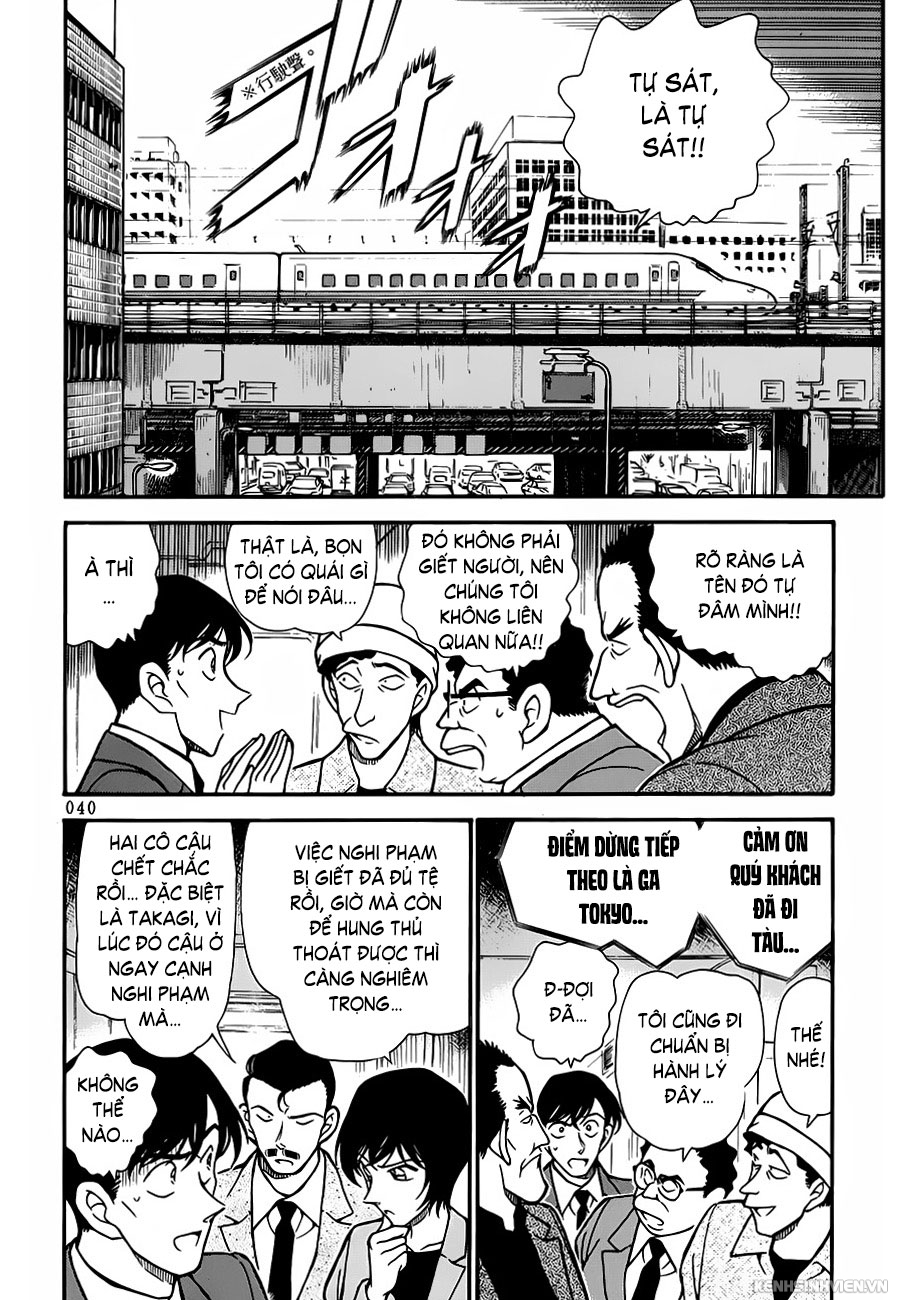 TỰ SÁT,
LÀ TỰ
SÁT!!
※行駛聲。
ゴォォォ
RÕ RÀNG LÀ
TÊN ĐÓ TỰ
ĐÂM MÌNH!!
ĐÓ KHÔNG PHẢI
GIẾT NGƯỜI, NÊN
CHÚNG TÔI
KHÔNG LIÊN
QUAN NỮA!!
THẬT LÀ, BỌN
TÔI CÓ QUÁI GÌ
ĐỂ NÓI ĐÂU...
À THÌ
...
040
CẢM ƠN
QUÝ KHÁCH
ĐÃ ĐI
TÀU...
ĐIỂM DỪNG TIẾP
THEO LÀ GA
TOKYO...
THẾ
NHÉ!
TÔI CŨNG ĐI
CHUẨN BỊ
HÀNH LÝ
ĐÂY...
Đ-ĐỢI
ĐÃ...
VIỆC NGHI PHẠM
BỊ GIẾT ĐÃ ĐỦ TỆ
RỒI, GIỜ MÀ CÒN
ĐỂ HUNG THỦ
THOÁT ĐƯỢC THÌ
CÀNG NGHIÊM
TRỌNG...
HAI CÔ CẬU
CHẾT CHẮC
RỒI... ĐẶC BIỆT
LÀ TAKAGI, VÌ
LÚC ĐÓ CẬU Ở
NGAY CẠNH
NGHI PHẠM
MÀ...
KHÔNG
THỂ
NÀO...
KENHSINHVIEN.VN